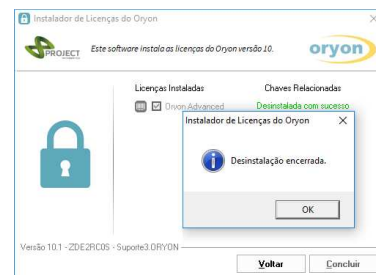 Instalador de Licenças do Oryon
PROJECT
Este software instala as licenças do Oryon versão 10.
oryon
Licenças Instaladas
Chaves Relacionadas
Oryon Advanced
Desinstalada com sucesso
Instalador de Licenças do Oryon
Desinstalação encerrada.
OK
Versão 10.1 - ZDE2RC0S - Suporte3.ORYON
Voltar
Concluir